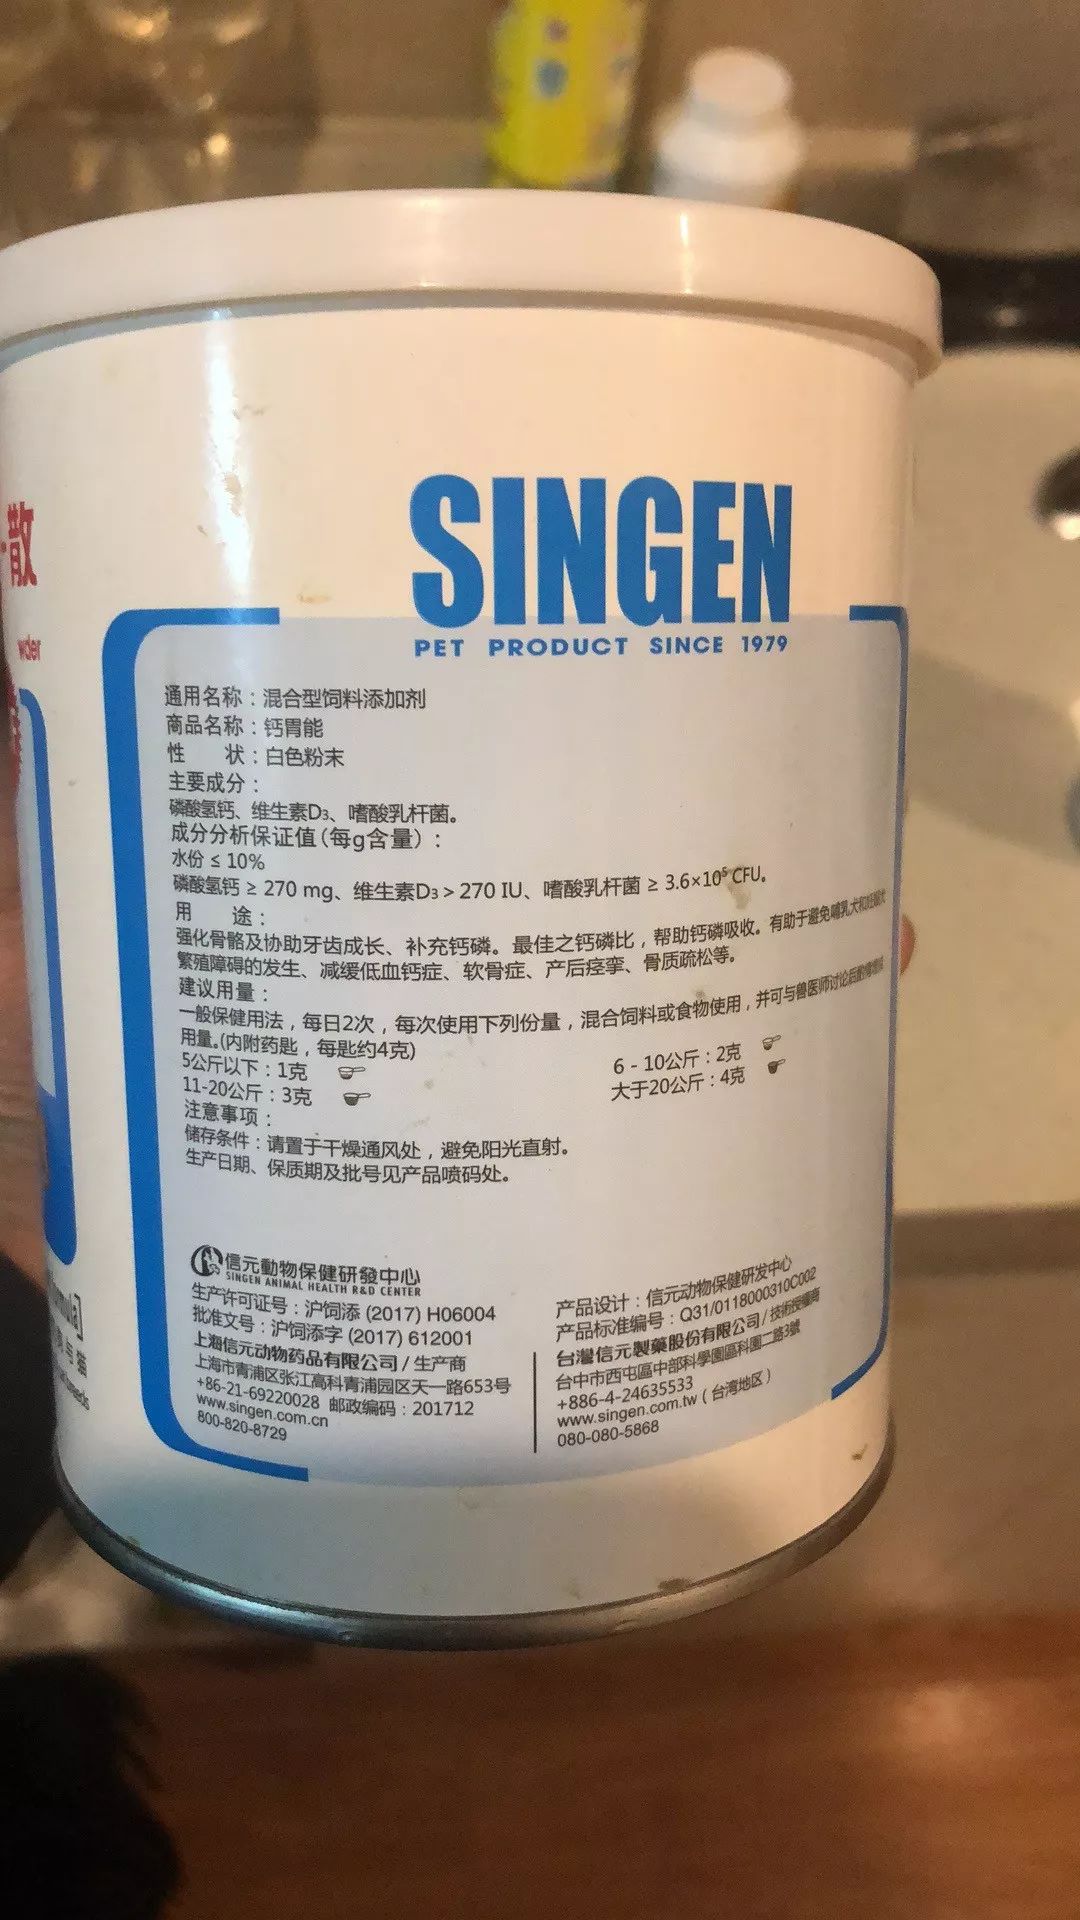 散
wder
SINGEN
PET PRODUCT SINCE 1979
通用名称：混合型饲料添加剂
商品名称：钙胃能
性 状：白色粉末
主要成分：
磷酸氢钙、维生素D₃、嗜酸乳杆菌。
成分分析保证值（每g含量）：
水份 ≤ 10%
磷酸氢钙 ≥ 270 mg、维生素D₃ > 270 IU、嗜酸乳杆菌 ≥ 3.6×10⁵ CFU。
用 途：
强化骨骼及协助牙齿成长、补充钙磷。最佳之钙磷比，帮助钙磷吸收。有助于避免哺乳犬和妊娠犬
繁殖障碍的发生、减缓低血钙症、软骨症、产后痉挛、骨质疏松等。
建议用量：
一般保健用法，每日2次，每次使用下列份量，混合饲料或食物使用，并可与兽医师讨论后
用量。(内附药匙，每匙约4克)
5公斤以下：1克 6 - 10公斤：2克
11-20公斤：3克 大于20公斤：4克
注意事项：
储存条件：请置于干燥通风处，避免阳光直射。
生产日期、保质期及批号见产品喷码处。
信元動物保健研發中心
SINGEN ANIMAL HEALTH R&D CENTER
生产许可证号：沪饲添 (2017) H06004
批准文号：沪饲添字 (2017) 612001
上海信元动物药品有限公司 / 生产商
上海市青浦区张江高科青浦园区天一路653号
+86-21-69220028 邮政编码：201712
www.singen.com.cn
800-820-8729
产品设计：信元动物保健研发中心
产品标准编号：Q31/0118000310C002
台灣信元製藥股份有限公司 / 技術授權商
台中市西屯區中部科學園區科園二路3號
+886-4-24635533
www.singen.com.tw（台湾地区）
080-080-5868
mula]
与猫
eeds